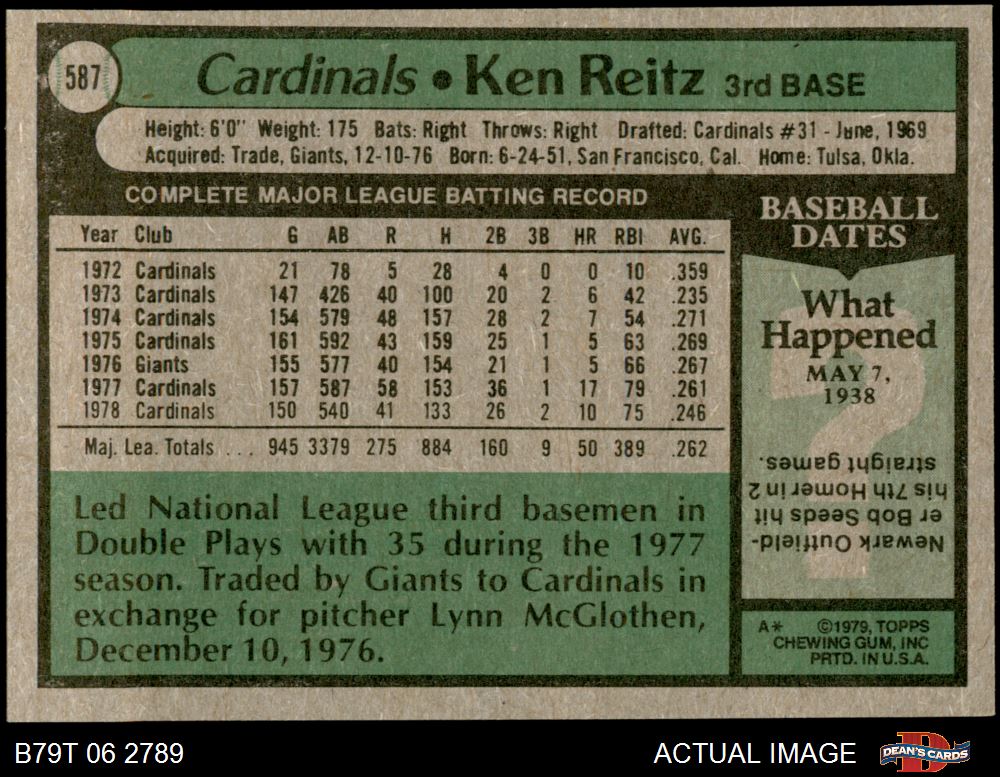 587
Cardinals • Ken Reitz 3rd BASE
Height: 6'0" Weight: 175 Bats: Right Throws: Right Drafted: Cardinals #31 - June, 1969
Acquired: Trade, Giants, 12-10-76 Born: 6-24-51, San Francisco, Cal. Home: Tulsa, Okla.
COMPLETE MAJOR LEAGUE BATTING RECORD
Year Club G AB R H 2B 3B HR RBI AVG.
1972 Cardinals 21 78 5 28 4 0 0 10 .359
1973 Cardinals 147 426 40 100 20 2 6 42 .235
1974 Cardinals 154 579 48 157 28 2 7 54 .271
1975 Cardinals 161 592 43 159 25 1 5 63 .269
1976 Giants 155 577 40 154 21 1 5 66 .267
1977 Cardinals 157 587 58 153 36 1 17 79 .261
1978 Cardinals 150 540 41 133 26 2 10 75 .246
Maj. Lea. Totals ... 945 3379 275 884 160 9 50 389 .262
Led National League third basemen in
Double Plays with 35 during the 1977
season. Traded by Giants to Cardinals in
exchange for pitcher Lynn McGlothen,
December 10, 1976.
BASEBALL
DATES
What
Happened
MAY 7,
1938
?
Newark Outfield-
er Bob Seeds hit
his 7th Homer in 2
straight games.
A* ©1979, TOPPS
CHEWING GUM, INC
PRTD. IN U.S.A.
B79T 06 2789
ACTUAL IMAGE
D
DEAN'S CARDS